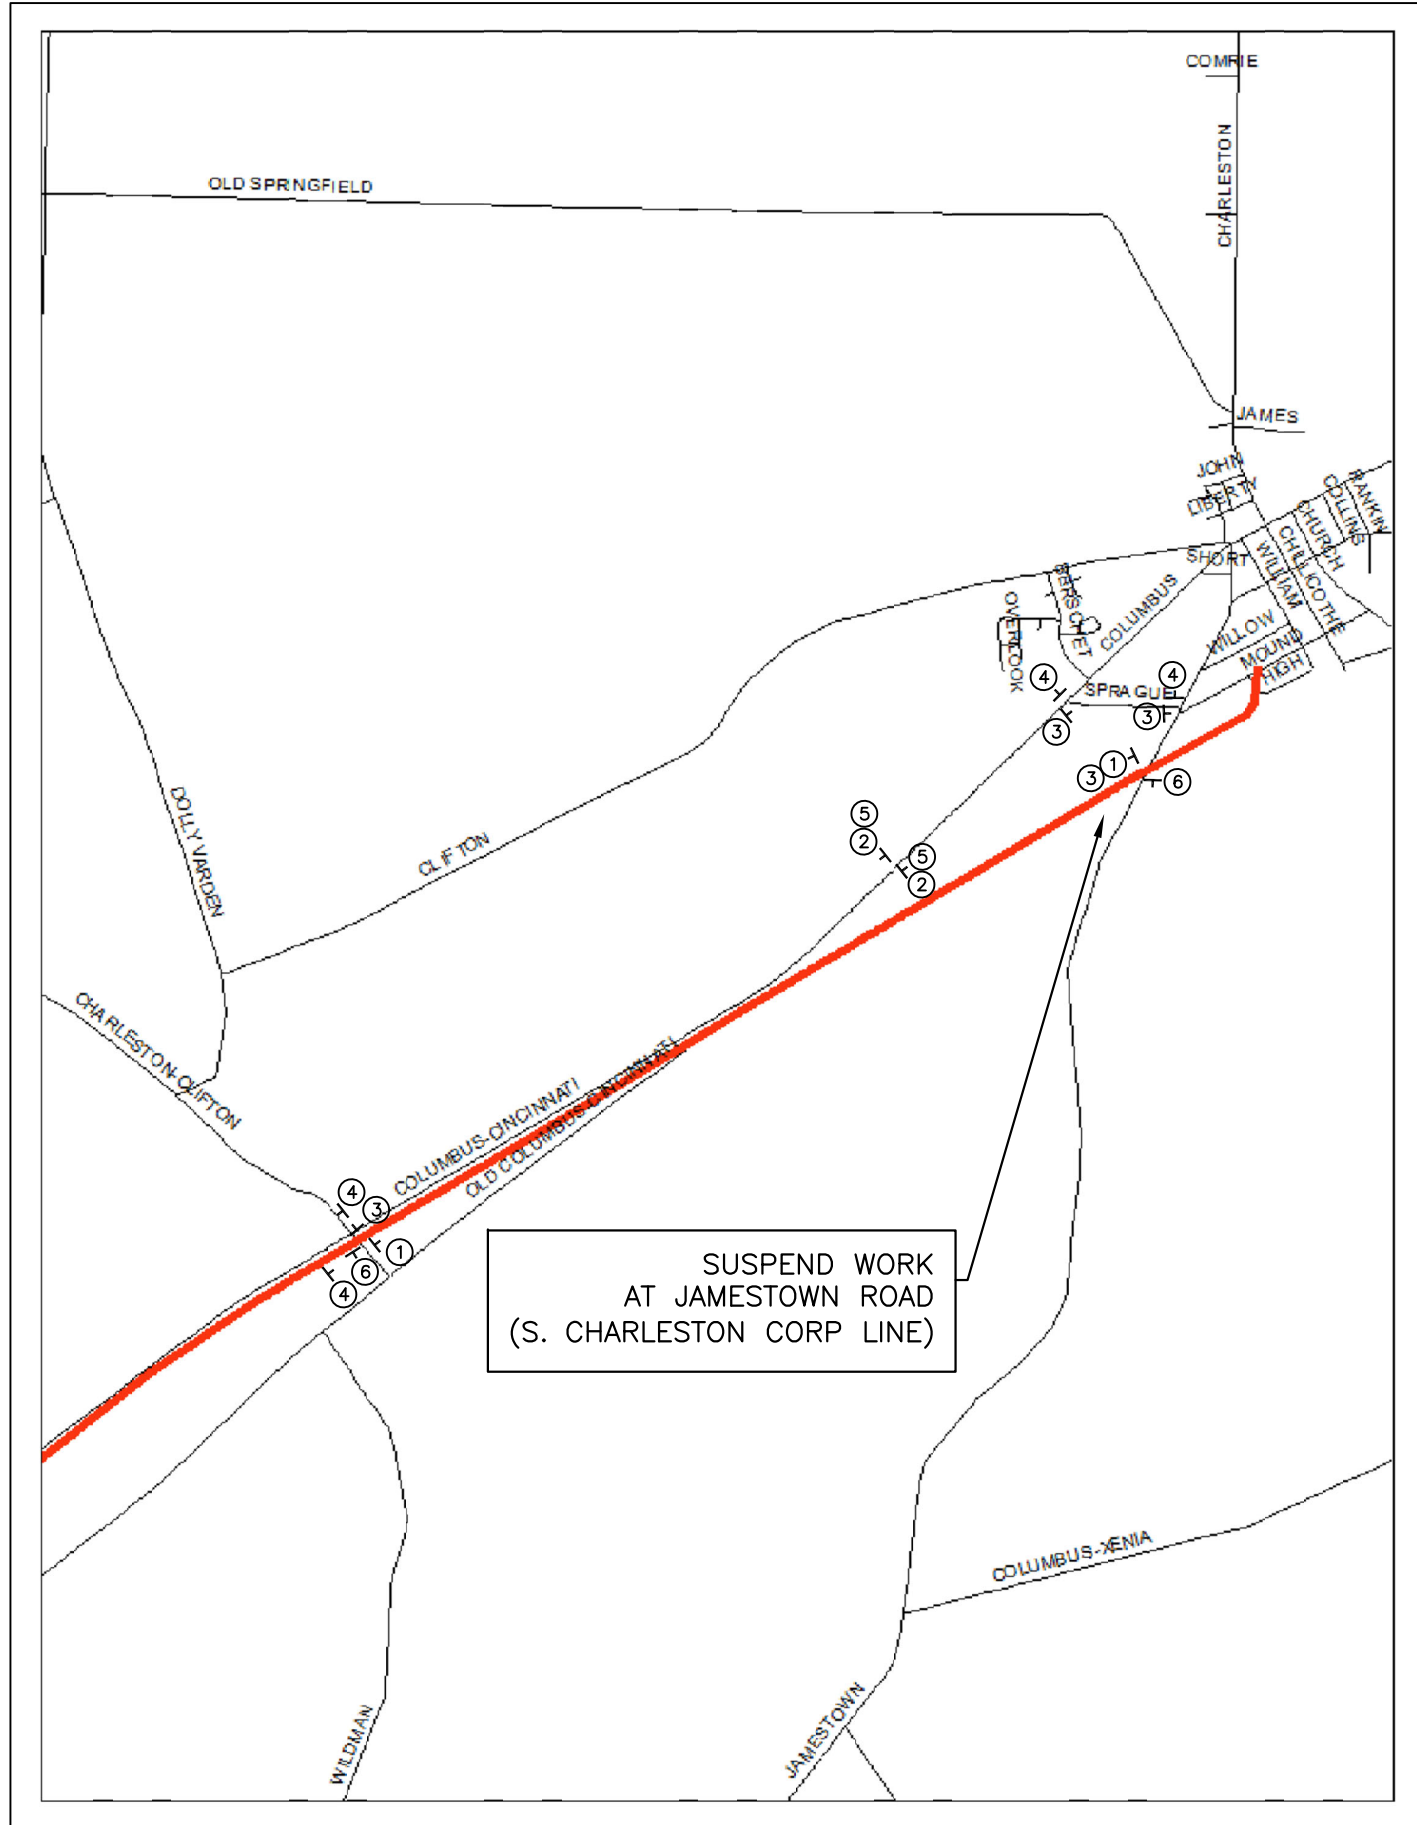 COMRIE
CHARLESTON
OLD SPRINGFIELD
JAMES
JOHN
LIBERTY
RANKIN
COLLINS
CHURCH
CHILLICOTHE
WILLIAM
SHORT
COLUMBUS
OVERLOOK
WILLOW
MOUND
HIGH
SPRAGUE
4
4
3
3
3 1
6
5
2
5
2
DOLLY VARDEN
CLIFTON
CHARLESTON-CLIFTON
COLUMBUS-CINCINNATI
OLD COLUMBUS CINCINNATI
4
3
1
6
4
SUSPEND WORK
AT JAMESTOWN ROAD
(S. CHARLESTON CORP LINE)
COLUMBUS-XENIA
WILDMAN
JAMESTOWN